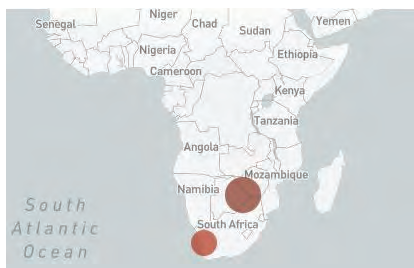 Senegal
Niger
Chad
Sudan
Yemen
Nigeria
Ethiopia
Cameroon
Kenya
Tanzania
Angola
Mozambique
Namibia
South Africa
South
Atlantic
Ocean